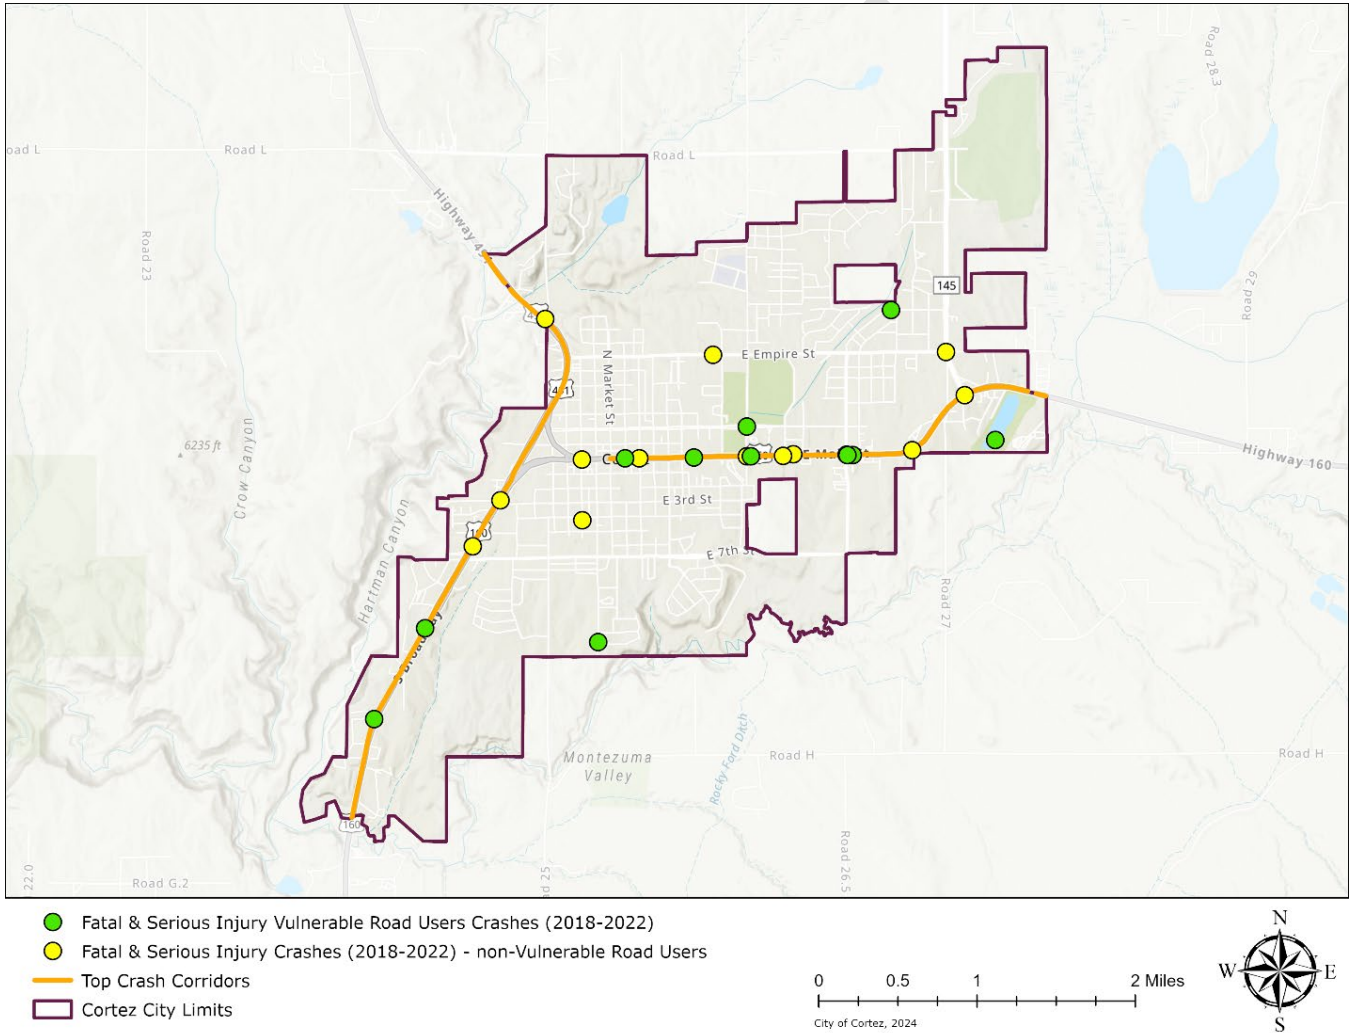 Road 28.3
oad L
Road L
Road L
Highway 4
Road 23
145
Road 29
N Market St
E Empire St
6235 ft
Crow Canyon
Highway 160
E 3rd St
Hartman Canyon
E 7th St
Road 27
Montezuma
Valley
Road H
Road H
Rocky Ford Ditch
160
Road G.2
22.0
25
Road 26.5
Fatal & Serious Injury Vulnerable Road Users Crashes (2018-2022)
Fatal & Serious Injury Crashes (2018-2022) - non-Vulnerable Road Users
Top Crash Corridors
Cortez City Limits
0 0.5 1 2 Miles
City of Cortez, 2024
N
W E
S